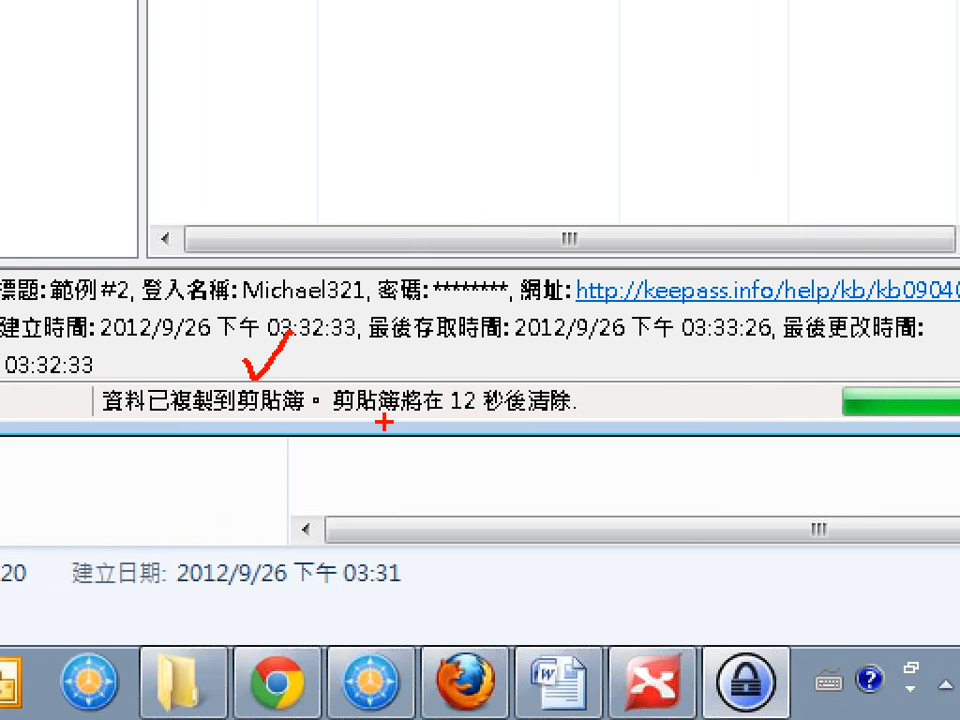 標題: 範例 #2, 登入名稱: Michael321, 密碼: ********, 網址: http://keepass.info/help/kb/kb09040
建立時間: 2012/9/26 下午 03:32:33, 最後存取時間: 2012/9/26 下午 03:33:26, 最後更改時間:
03:32:33
資料已複製到剪貼簿。 剪貼簿將在 12 秒後清除.
20 建立日期: 2012/9/26 下午 03:31